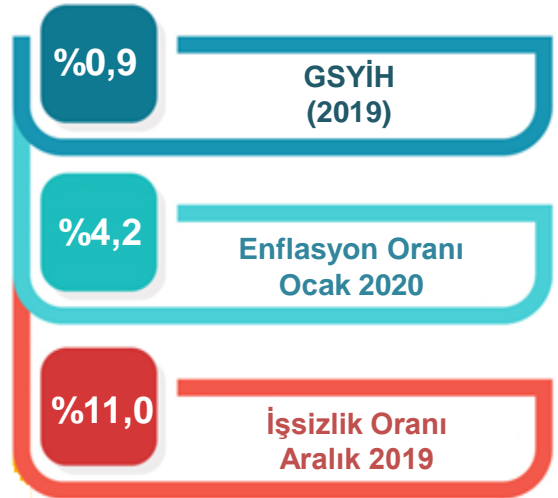 %0,9
GSYİH
(2019)
%4,2
Enflasyon Oranı
Ocak 2020
%11,0
İşsizlik Oranı
Aralık 2019